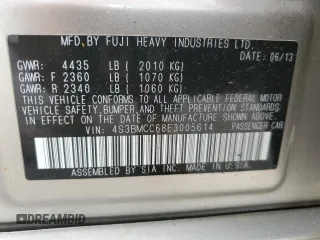 MFD. BY FUJI HEAVY INDUSTRIES LTD.
DATE: 06/13
GVWR: 4435 LB ( 2010 KG)
GAWR: F 2360 LB ( 1070 KG)
GAWR: R 2340 LB ( 1060 KG)
THIS VEHICLE CONFORMS TO ALL APPLICABLE FEDERAL MOTOR
VEHICLE SAFETY, BUMPER, AND THEFT PREVENTION STANDARDS
IN EFFECT ON THE DATE OF MANUFACTURE SHOWN ABOVE.
VIN: 4S3BMCC68E3005614 PASSENGER CAR
ASSEMBLED BY SIA, INC. MADE IN U.S.A.
DREAMBID